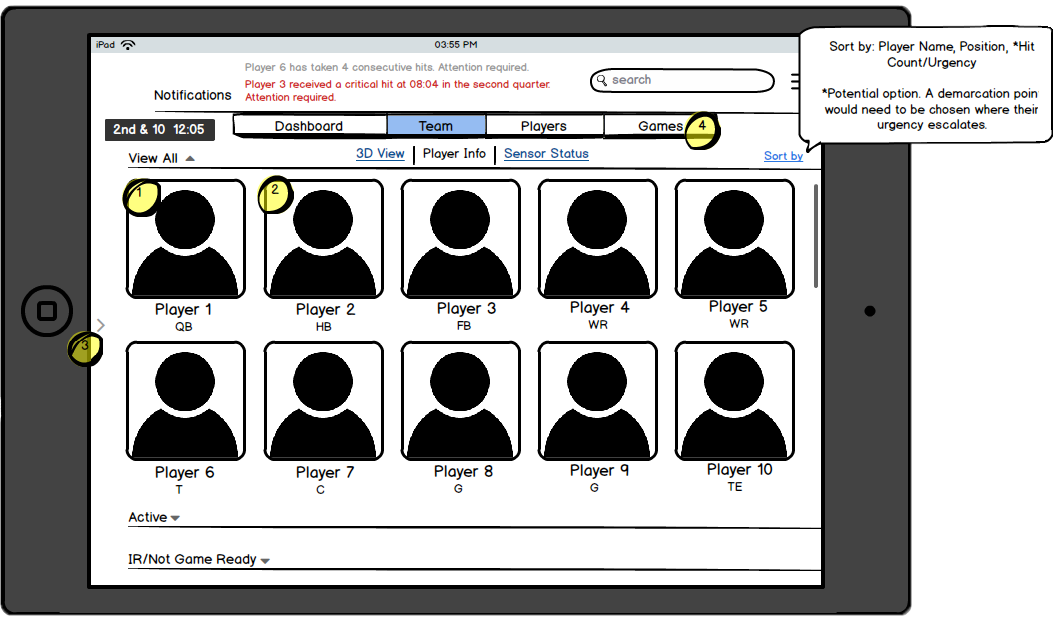 iPad
03:55 PM
Sort by: Player Name, Position, *Hit
Count/Urgency
*Potential option. A demarcation poin
would need to be chosen where their
urgency escalates.
Player 6 has taken 4 consecutive hits. Attention required.
Player 3 received a critical hit at 08:04 in the second quarter.
Attention required.
Notifications
search
2nd & 10 12:05
Dashboard Team Players Games 4
View All
3D View Player Info Sensor Status
Sort by
1 2
Player 1 Player 2 Player 3 Player 4 Player 5
QB HB FB WR WR
3
Player 6 Player 7 Player 8 Player 9 Player 10
T C G G TE
Active
IR/Not Game Ready